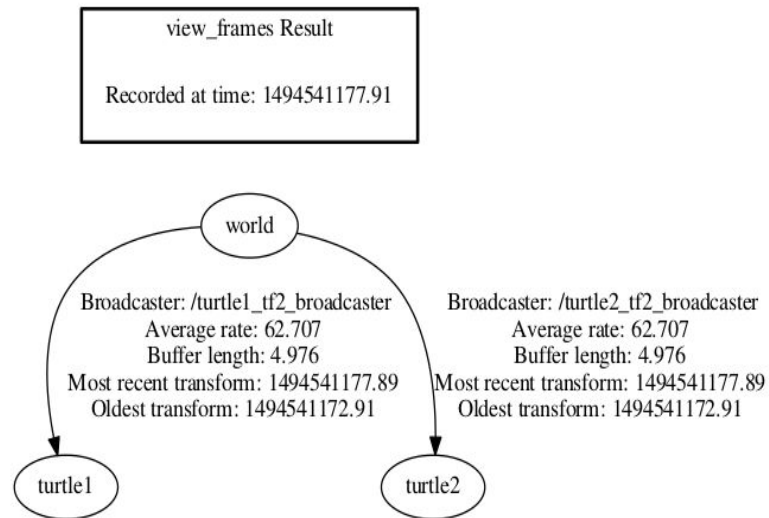 view_frames Result
Recorded at time: 1494541177.91
world
Broadcaster: /turtle1_tf2_broadcaster
Average rate: 62.707
Buffer length: 4.976
Most recent transform: 1494541177.89
Oldest transform: 1494541172.91
Broadcaster: /turtle2_tf2_broadcaster
Average rate: 62.707
Buffer length: 4.976
Most recent transform: 1494541177.89
Oldest transform: 1494541172.91
turtle1
turtle2